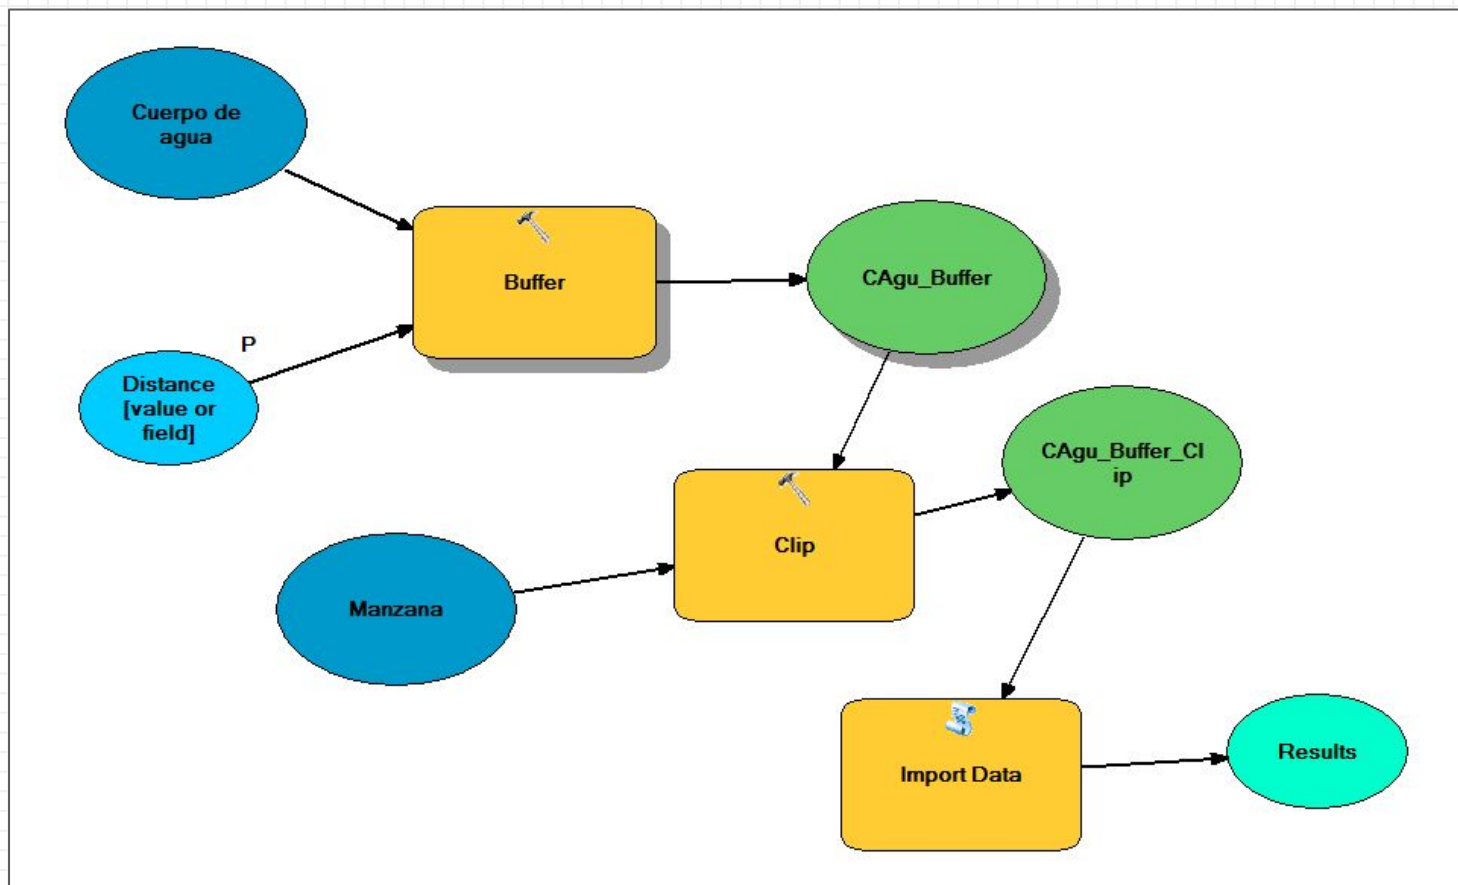 Cuerpo de
agua
Buffer
CAgu_Buffer
P
Distance
[value or
field]
CAgu_Buffer_Cl
ip
Clip
Manzana
Import Data
Results